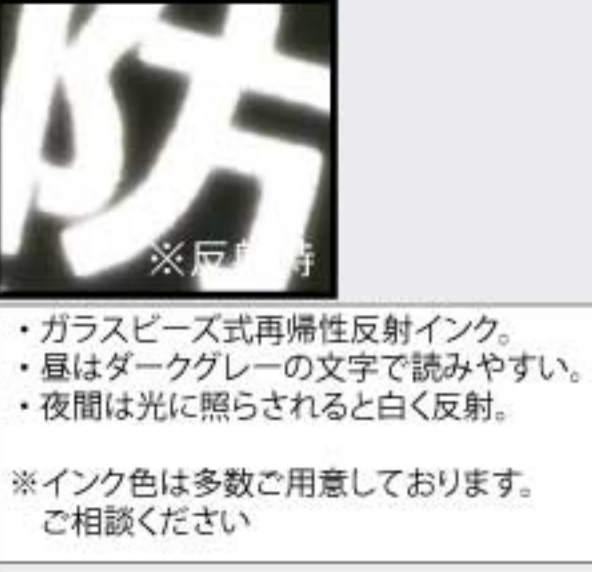 防
※反射時
・ガラスビーズ式再帰性反射インク。
・昼はダークグレーの文字で読みやすい。
・夜間は光に照らされると白く反射。
※インク色は多数ご用意しております。
ご相談ください